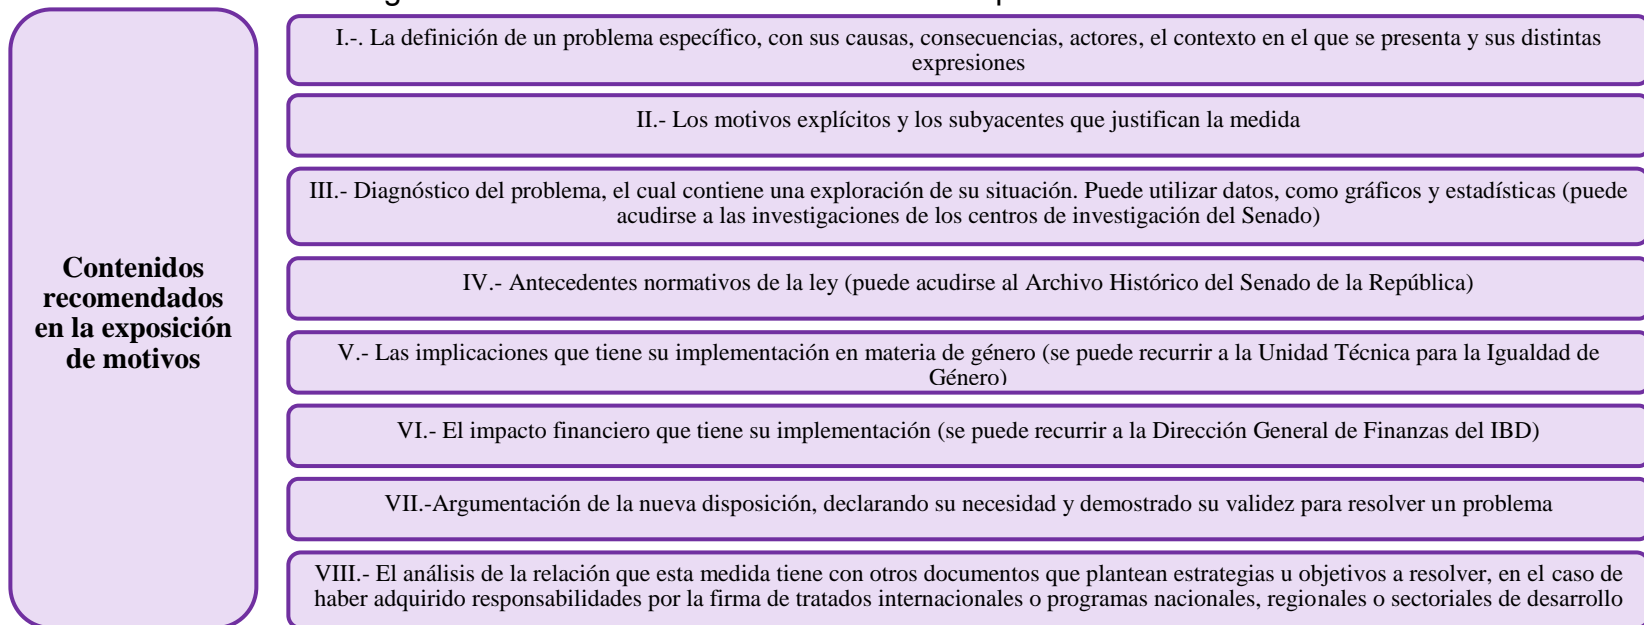 Contenidos
recomendados
en la exposición
de motivos
I.-. La definición de un problema específico, con sus causas, consecuencias, actores, el contexto en el que se presenta y sus distintas
expresiones
II.- Los motivos explícitos y los subyacentes que justifican la medida
III.- Diagnóstico del problema, el cual contiene una exploración de su situación. Puede utilizar datos, como gráficos y estadísticas (puede
acudirse a las investigaciones de los centros de investigación del Senado)
IV.- Antecedentes normativos de la ley (puede acudirse al Archivo Histórico del Senado de la República)
V.- Las implicaciones que tiene su implementación en materia de género (se puede recurrir a la Unidad Técnica para la Igualdad de
Género)
VI.- El impacto financiero que tiene su implementación (se puede recurrir a la Dirección General de Finanzas del IBD)
VII.-Argumentación de la nueva disposición, declarando su necesidad y demostrado su validez para resolver un problema
VIII.- El análisis de la relación que esta medida tiene con otros documentos que plantean estrategias u objetivos a resolver, en el caso de
haber adquirido responsabilidades por la firma de tratados internacionales o programas nacionales, regionales o sectoriales de desarrollo